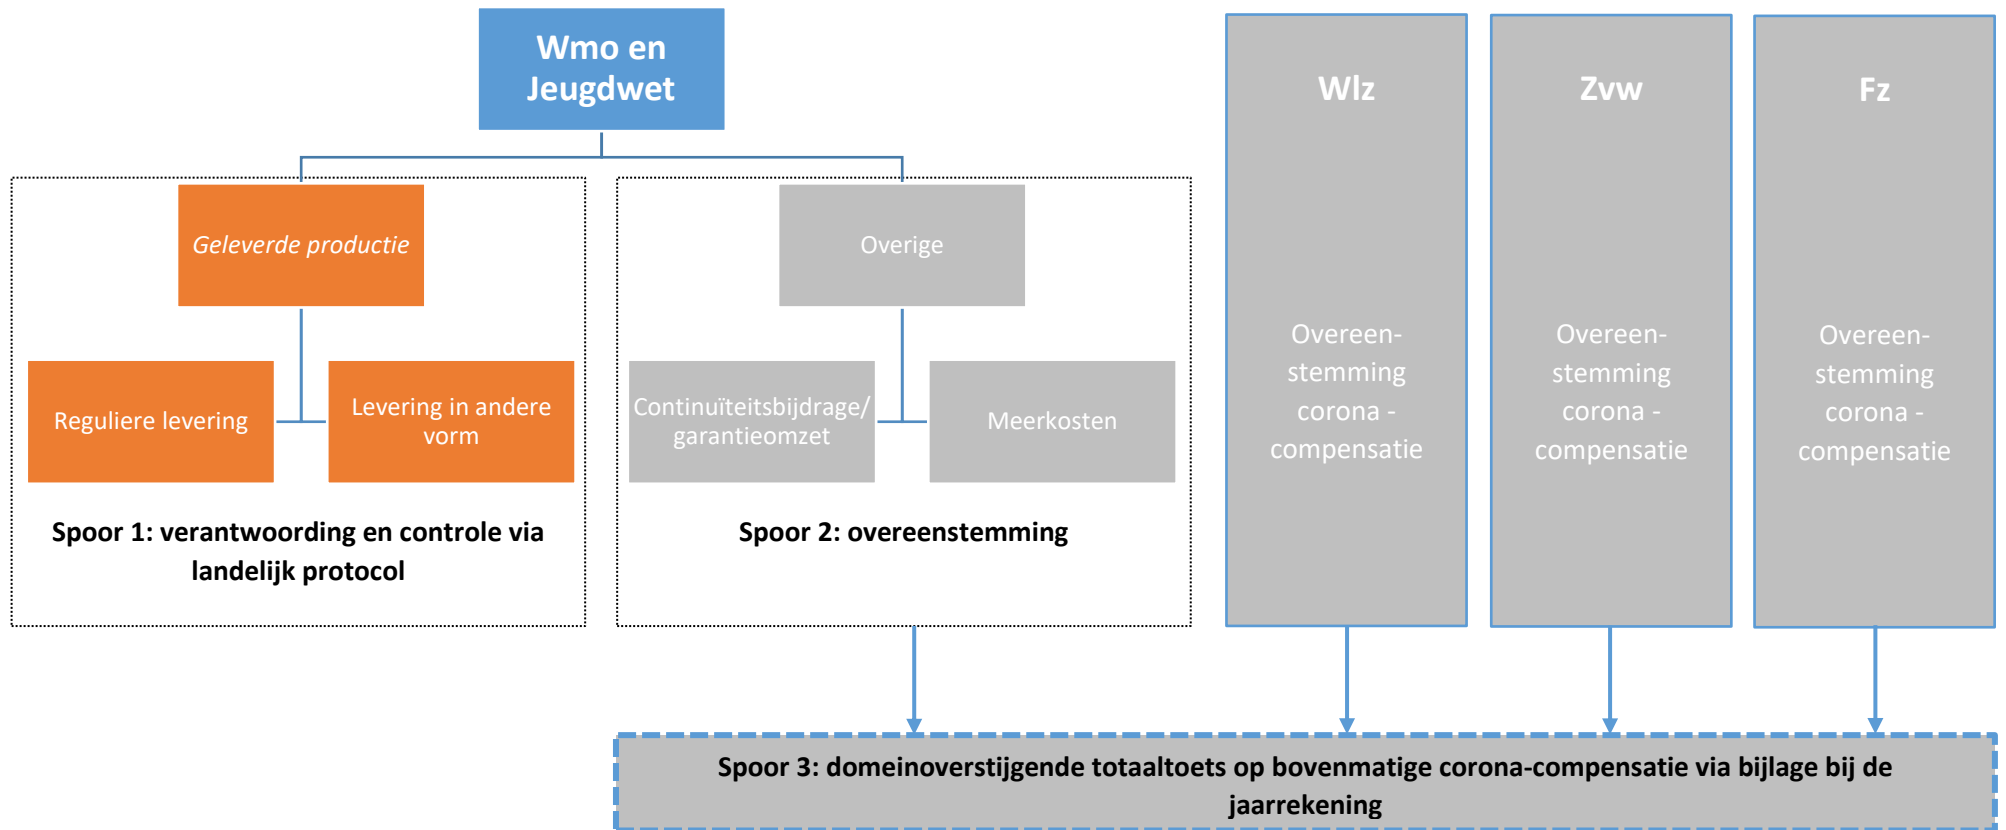 Wmo en
Jeugdwet
Geleverde productie
Reguliere levering
Levering in andere
vorm
Spoor 1: verantwoording en controle via
landelijk protocol
Overige
Continuïteitsbijdrage/
garantieomzet
Meerkosten
Spoor 2: overeenstemming
Wlz
Overeen-
stemming
corona -
compensatie
Zvw
Overeen-
stemming
corona -
compensatie
Fz
Overeen-
stemming
corona -
compensatie
Spoor 3: domeinoverstijgende totaaltoets op bovenmatige corona-compensatie via bijlage bij de
jaarrekening